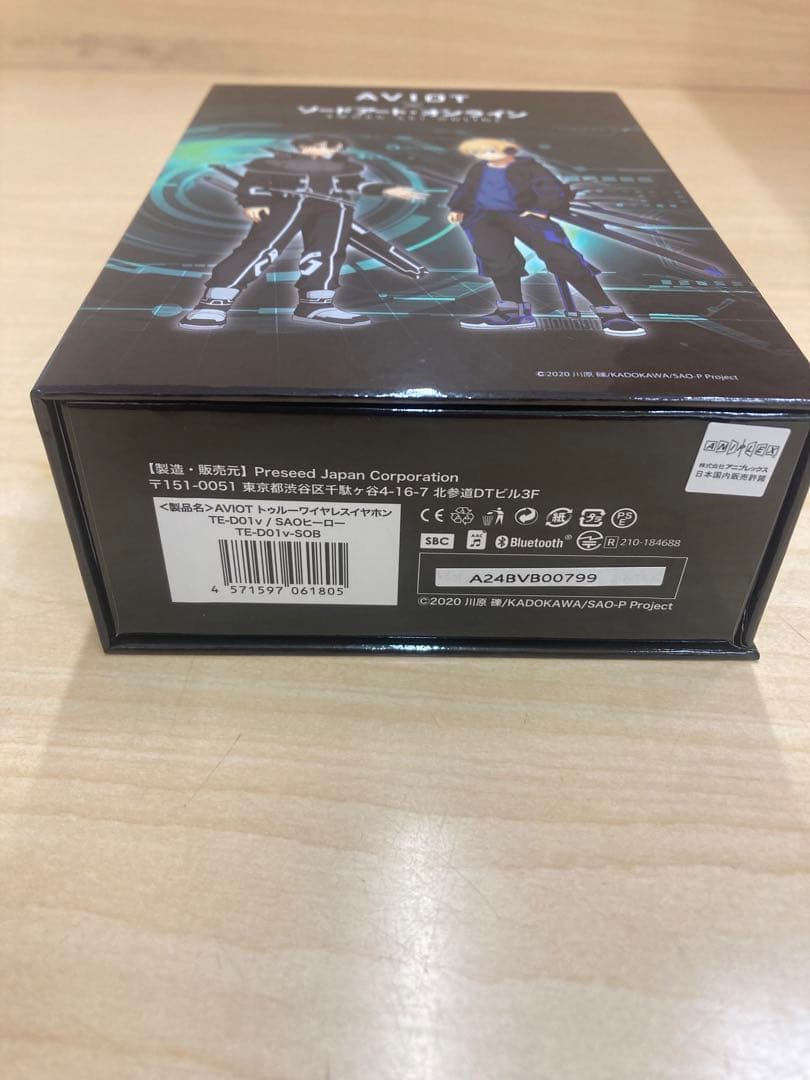 AVIOT
ソードアート・オンライン
©2020 川原 礫/KADOKAWA/SAO-P Project
ANIPLEX
株式会社アニプレックス
日本国内販売許諾
【製造・販売元】Preseed Japan Corporation
〒151-0051 東京都渋谷区千駄ヶ谷4-16-7 北参道DTビル3F
<製品名>AVIOT トゥルーワイヤレスイヤホン
TE-D01v / SAOヒーロー
TE-D01v-SOB
4 571597 061805
CE 紙 プラ PSE
SBC Bluetooth® R 210-184688
A24BVB00799
©2020 川原 礫/KADOKAWA/SAO-P Project